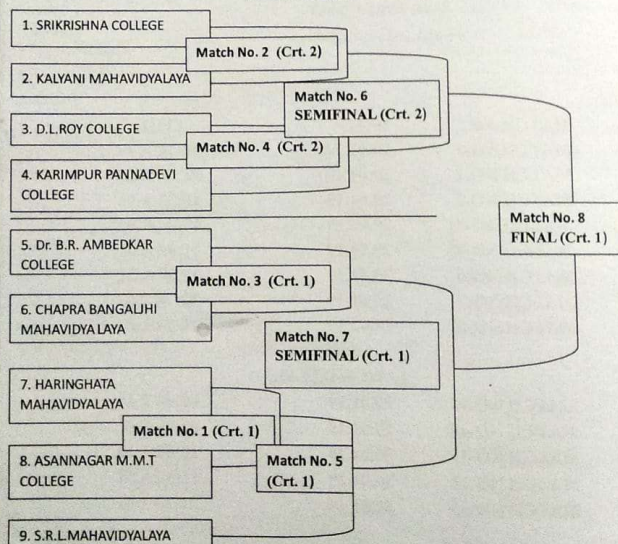 1. SRIKRISHNA COLLEGE
Match No. 2 (Crt. 2)
2. KALYANI MAHAVIDYALAYA
Match No. 6
SEMIFINAL (Crt. 2)
3. D.L.ROY COLLEGE
Match No. 4 (Crt. 2)
4. KARIMPUR PANNADEVI
COLLEGE
Match No. 8
FINAL (Crt. 1)
5. Dr. B.R. AMBEDKAR
COLLEGE
Match No. 3 (Crt. 1)
6. CHAPRA BANGALJHI
MAHAVIDYA LAYA
Match No. 7
SEMIFINAL (Crt. 1)
7. HARINGHATA
MAHAVIDYALAYA
Match No. 1 (Crt. 1)
8. ASANNAGAR M.M.T
COLLEGE
Match No. 5
(Crt. 1)
9. S.R.L.MAHAVIDYALAYA